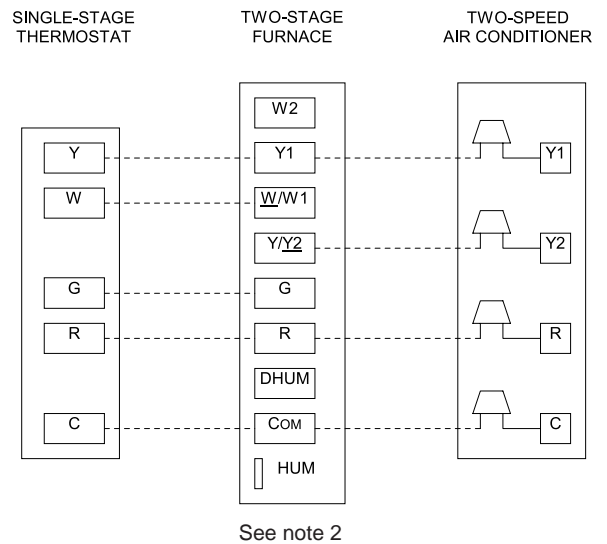 SINGLE-STAGE
THERMOSTAT
TWO-STAGE
FURNACE
TWO-SPEED
AIR CONDITIONER
W2
Y
Y1
Y1
W
W/W1
Y/Y2
Y2
G
G
R
R
R
DHUM
C
COM
C
HUM
See note 2